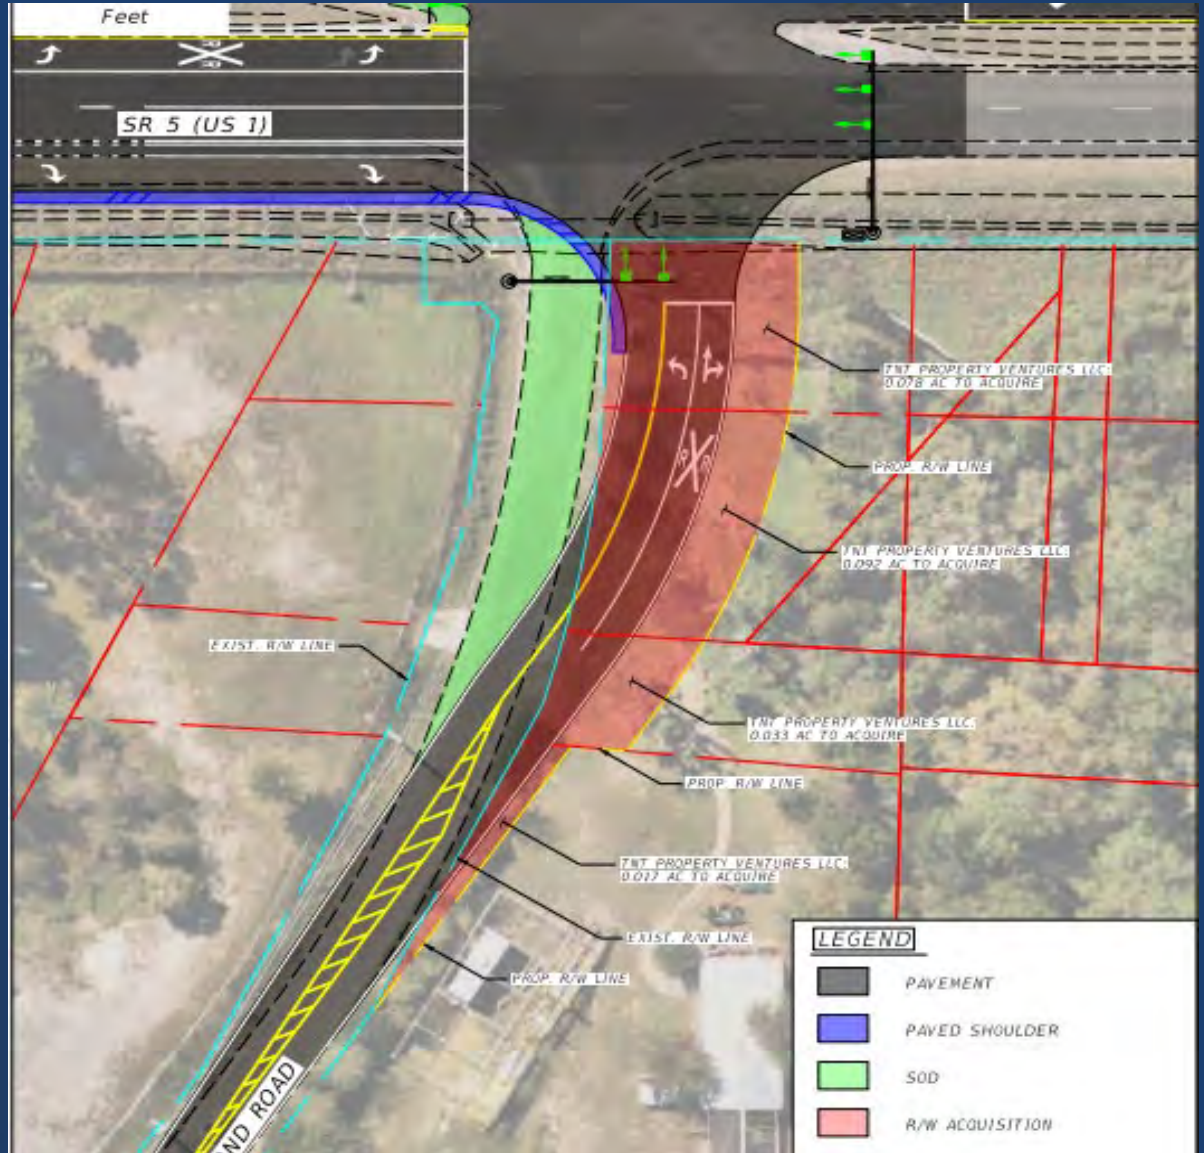 Feet
SR 5 (US 1)
TNT PROPERTY VENTURES LLC:
0.078 AC TO ACQUIRE
PROP. R/W LINE
TNT PROPERTY VENTURES LLC:
0.092 AC TO ACQUIRE
EXIST. R/W LINE
TNT PROPERTY VENTURES LLC:
0.033 AC TO ACQUIRE
PROP. R/W LINE
TNT PROPERTY VENTURES LLC:
0.017 AC TO ACQUIRE
EXIST. R/W LINE
PROP. R/W LINE
LEGEND
PAVEMENT
PAVED SHOULDER
SOD
R/W ACQUISITION
ND ROAD